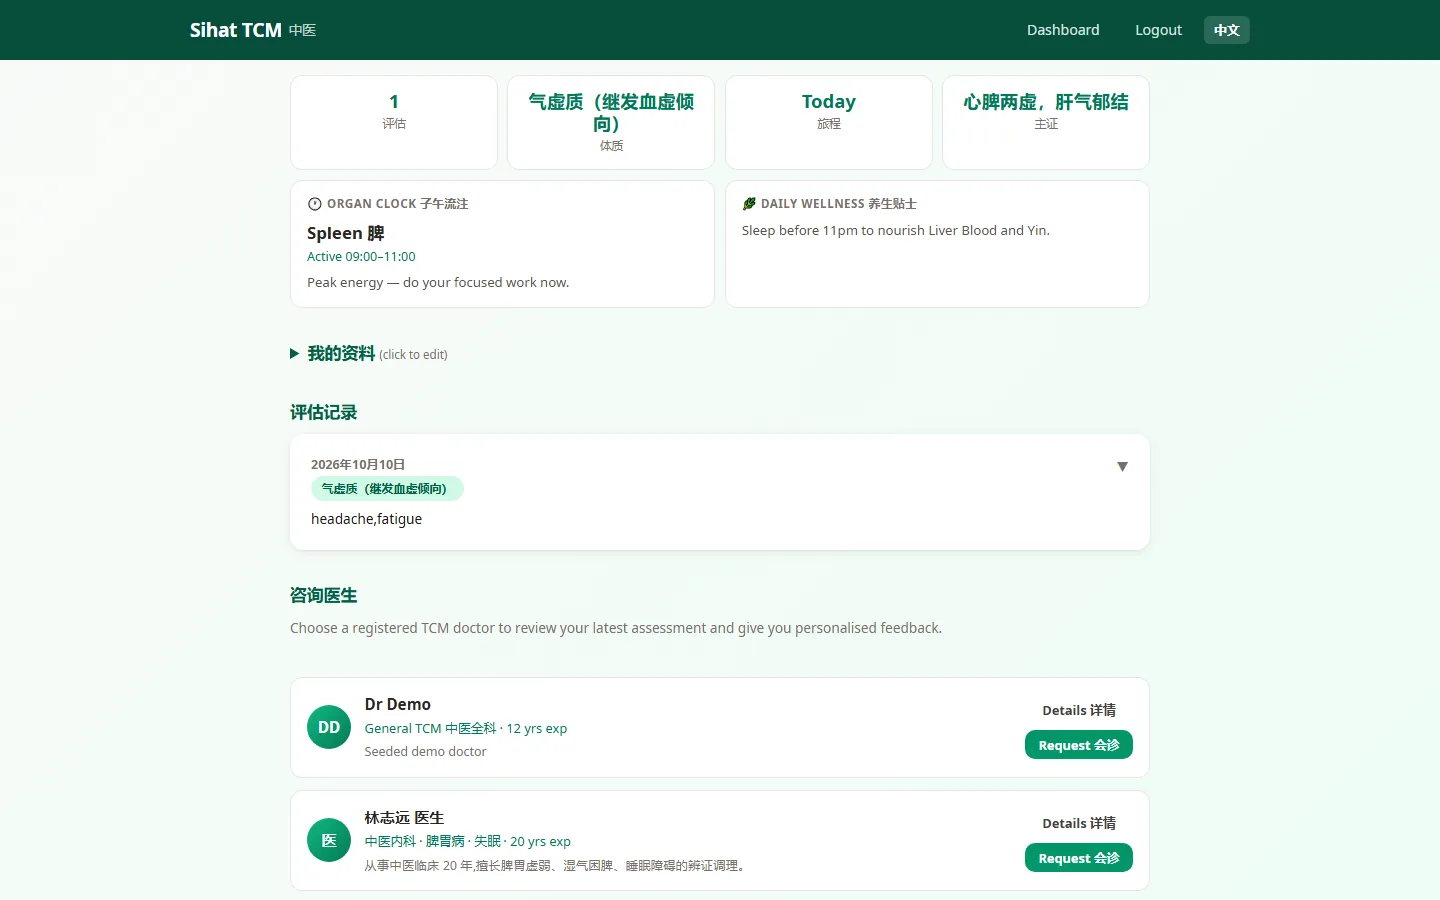 Sihat TCM 中医
Dashboard
Logout
中文
1
评估
气虚质（继发血虚倾
向）
体质
Today
旅程
心脾两虚，肝气郁结
主证
ORGAN CLOCK 子午流注
Spleen 脾
Active 09:00–11:00
Peak energy — do your focused work now.
DAILY WELLNESS 养生贴士
Sleep before 11pm to nourish Liver Blood and Yin.
我的资料 (click to edit)
评估记录
2026年10月10日
气虚质（继发血虚倾向）
headache,fatigue
咨询医生
Choose a registered TCM doctor to review your latest assessment and give you personalised feedback.
DD
Dr Demo
General TCM 中医全科 · 12 yrs exp
Seeded demo doctor
Details 详情
Request 会诊
医
林志远 医生
中医内科 · 脾胃病 · 失眠 · 20 yrs exp
从事中医临床 20 年,擅长脾胃虚弱、湿气困脾、睡眠障碍的辨证调理。
Details 详情
Request 会诊